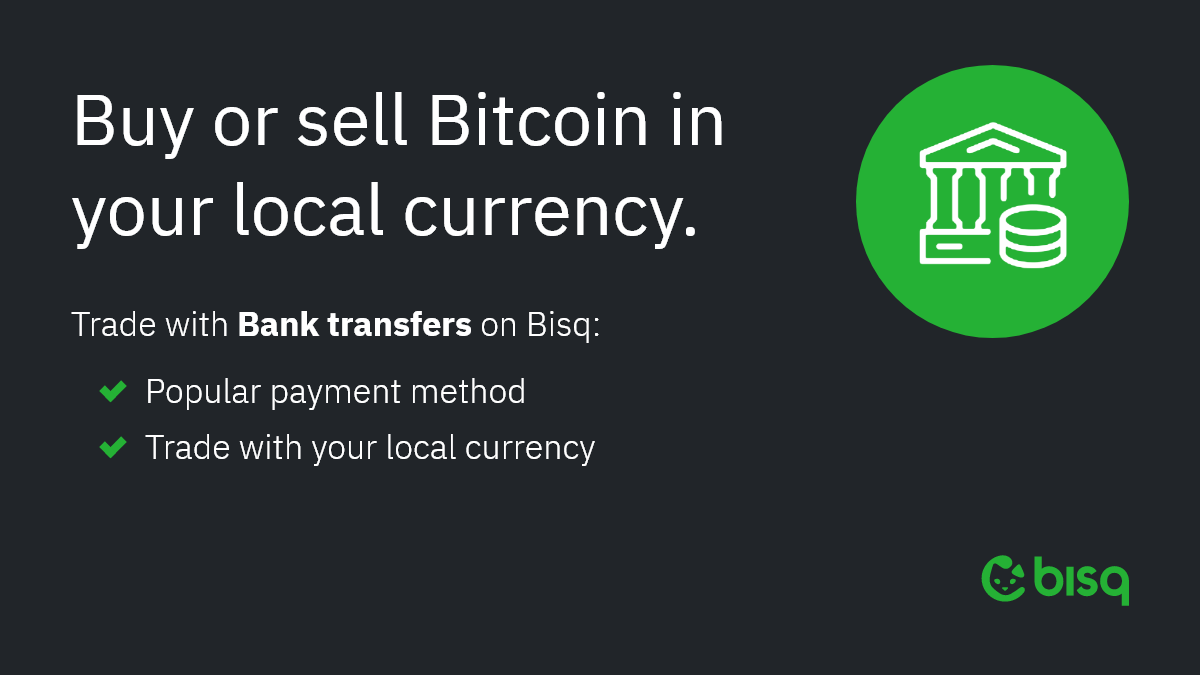 Buy or sell Bitcoin in
your local currency.
Trade with Bank transfers on Bisq:
Popular payment method
Trade with your local currency
bisq